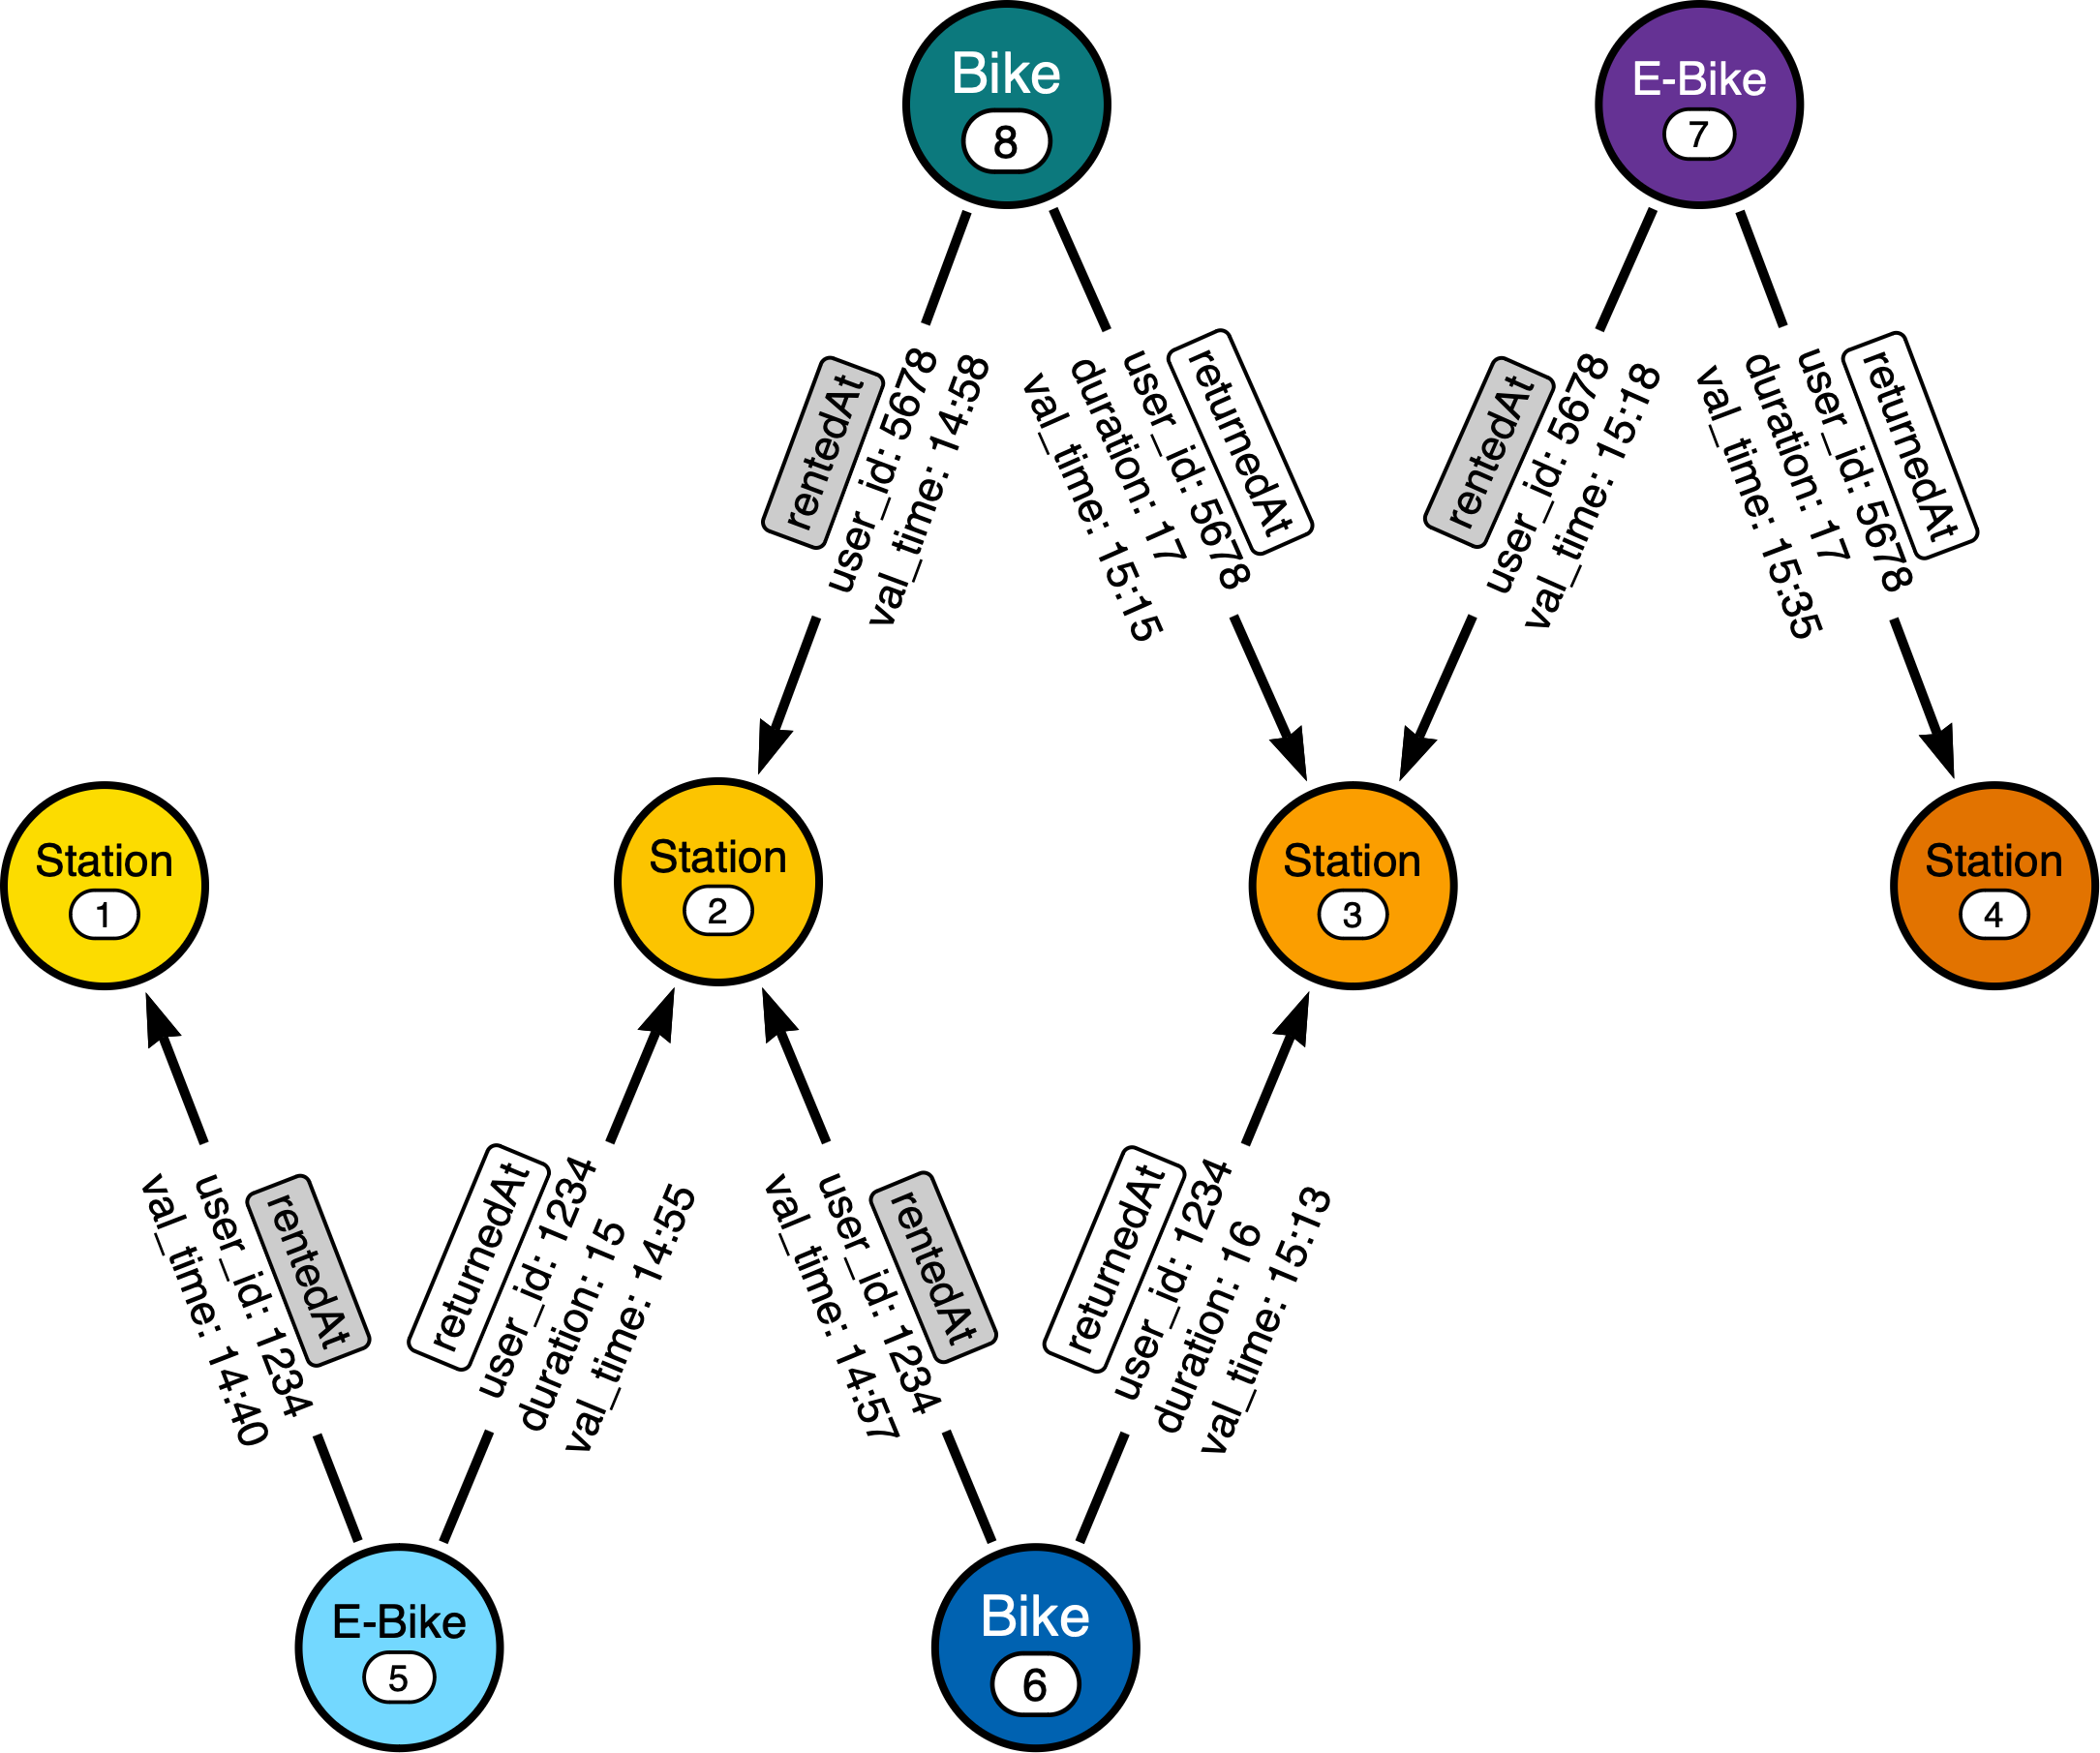 Bike
8
E-Bike
7
rentedAt
user_id: 5678
val_time: 14:58
returnedAt
user_id: 5678
duration: 17
val_time: 15:15
rentedAt
user_id: 5678
val_time: 15:18
returnedAt
user_id: 5678
duration: 17
val_time: 15:35
Station
1
Station
2
Station
3
Station
4
rentedAt
user_id: 1234
val_time: 14:40
returnedAt
user_id: 1234
duration: 15
val_time: 14:55
rentedAt
user_id: 1234
val_time: 14:57
returnedAt
user_id: 1234
duration: 16
val_time: 15:13
E-Bike
5
Bike
6